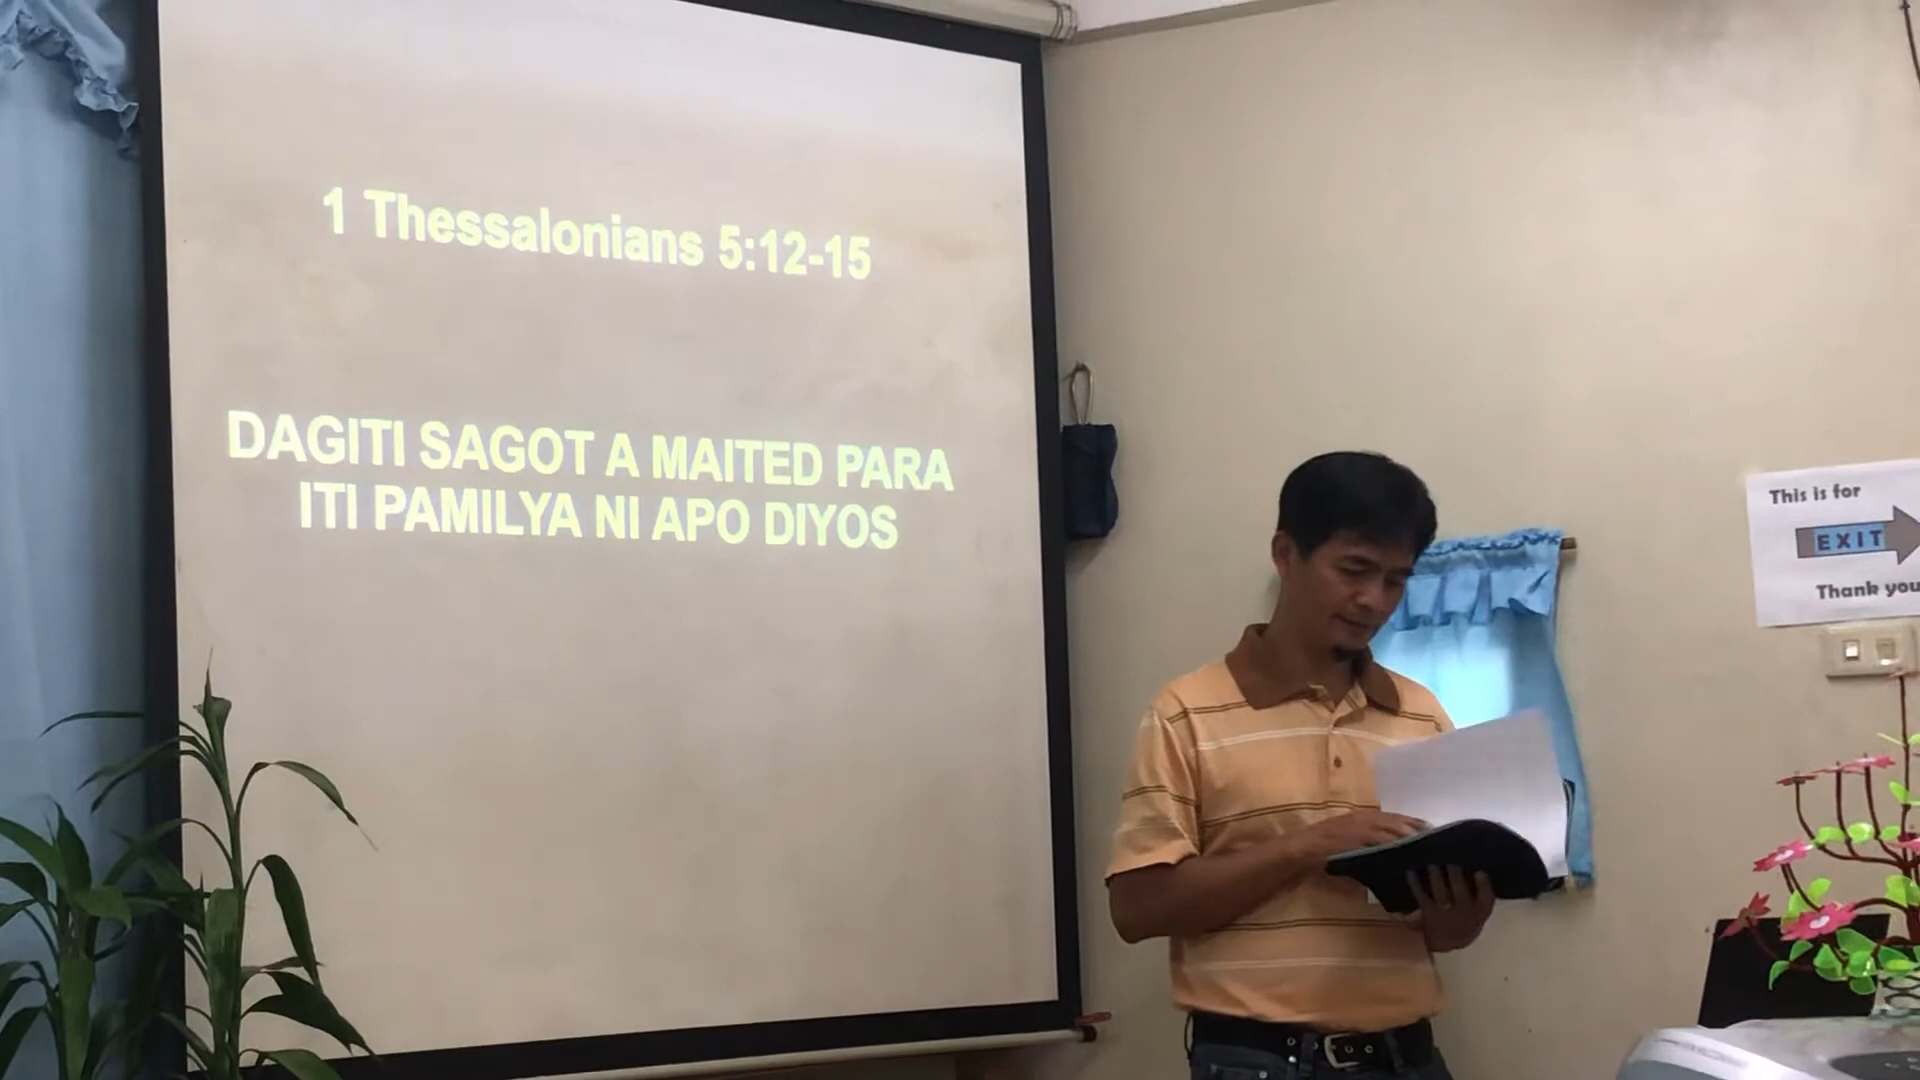 1 Thessalonians 5:12-15
DAGITI SAGOT A MAITED PARA
ITI PAMILYA NI APO DIYOS
This is for
EXIT
Thank you